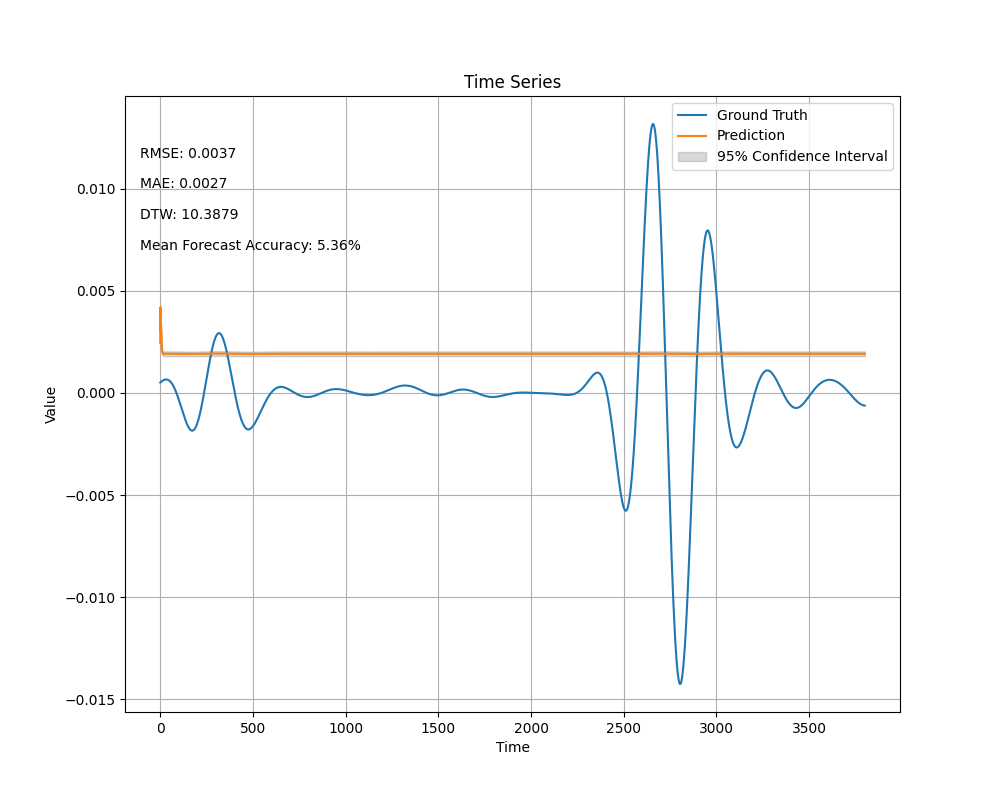 Time Series
Ground Truth
Prediction
95% Confidence Interval
RMSE: 0.0037
MAE: 0.0027
DTW: 10.3879
Mean Forecast Accuracy: 5.36%
Value
0.010
0.005
0.000
−0.005
−0.010
−0.015
0 500 1000 1500 2000 2500 3000 3500
Time